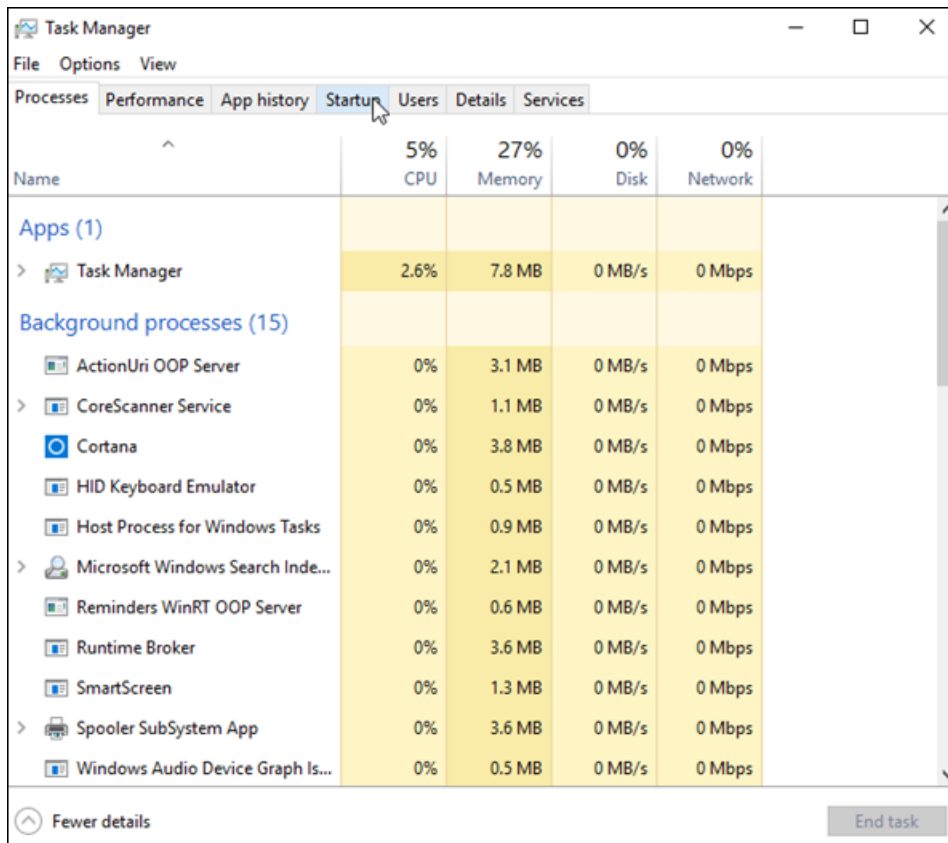 Task Manager
File Options View
Processes Performance App history Startup Users Details Services
5% 27% 0% 0%
Name CPU Memory Disk Network
Apps (1)
Task Manager 2.6% 7.8 MB 0 MB/s 0 Mbps
Background processes (15)
ActionUri OOP Server 0% 3.1 MB 0 MB/s 0 Mbps
CoreScanner Service 0% 1.1 MB 0 MB/s 0 Mbps
Cortana 0% 3.8 MB 0 MB/s 0 Mbps
HID Keyboard Emulator 0% 0.5 MB 0 MB/s 0 Mbps
Host Process for Windows Tasks 0% 0.9 MB 0 MB/s 0 Mbps
Microsoft Windows Search Inde... 0% 2.1 MB 0 MB/s 0 Mbps
Reminders WinRT OOP Server 0% 0.6 MB 0 MB/s 0 Mbps
Runtime Broker 0% 3.6 MB 0 MB/s 0 Mbps
SmartScreen 0% 1.3 MB 0 MB/s 0 Mbps
Spooler SubSystem App 0% 3.6 MB 0 MB/s 0 Mbps
Windows Audio Device Graph Is... 0% 0.5 MB 0 MB/s 0 Mbps
Fewer details End task